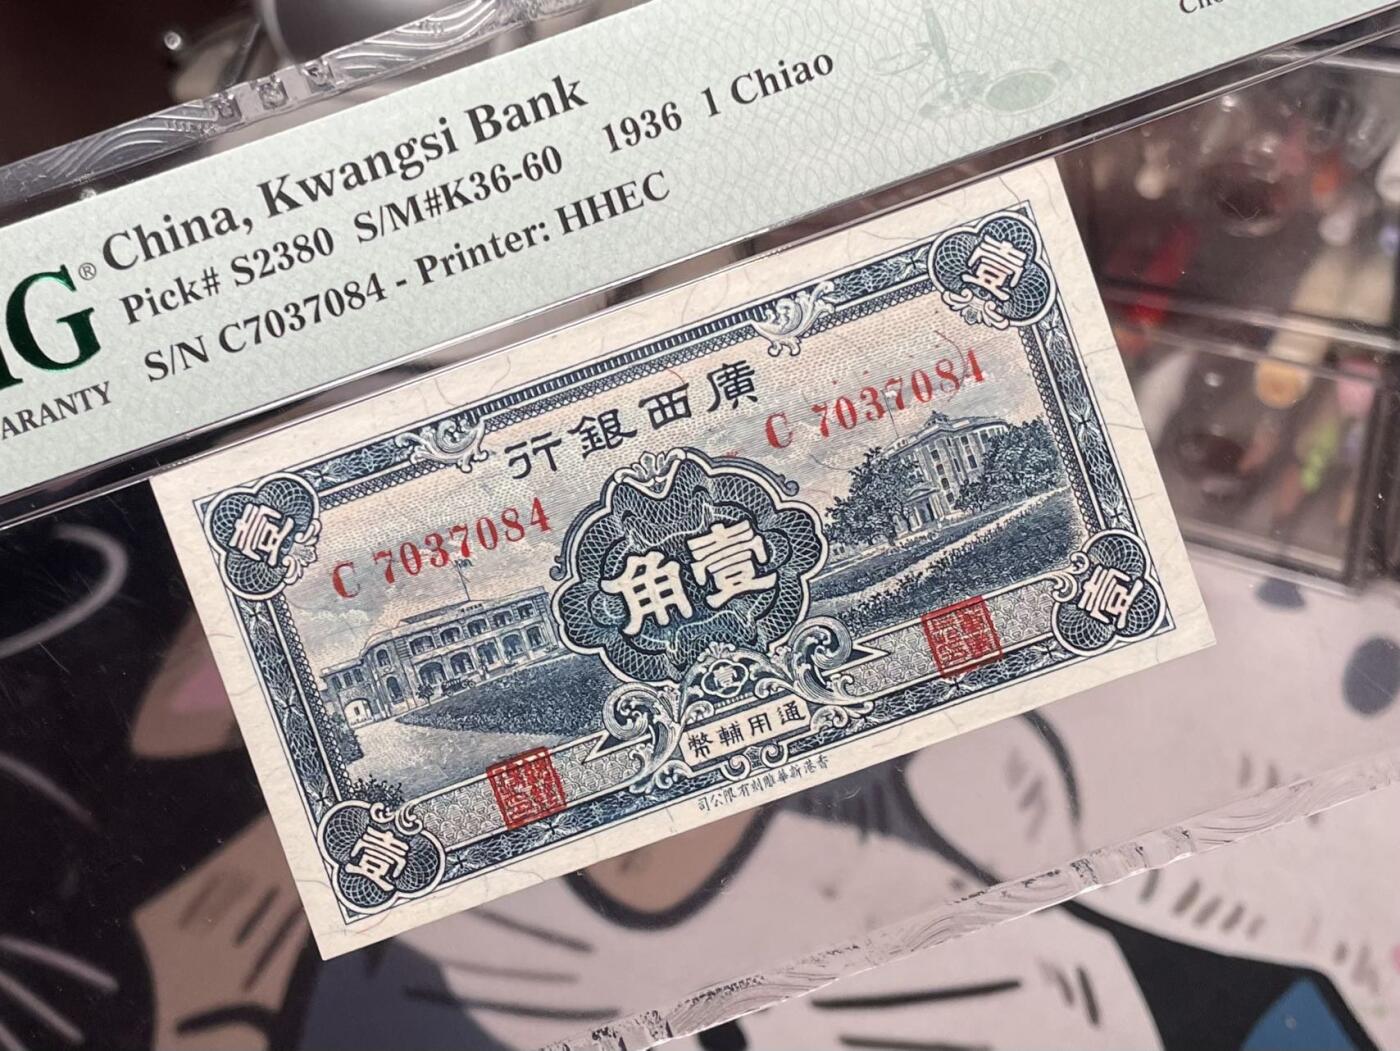 China, Kwangsi Bank
Pick# S2380 S/M#K36-60 1936 1 Chiao
S/N C7037084 - Printer: HHEC
G®
ARANTY
行銀西廣
C 7037084
C 7037084
壹
壹
角壹
壹
幣輔用通
壹
壹
司公限有刻雕華新港香